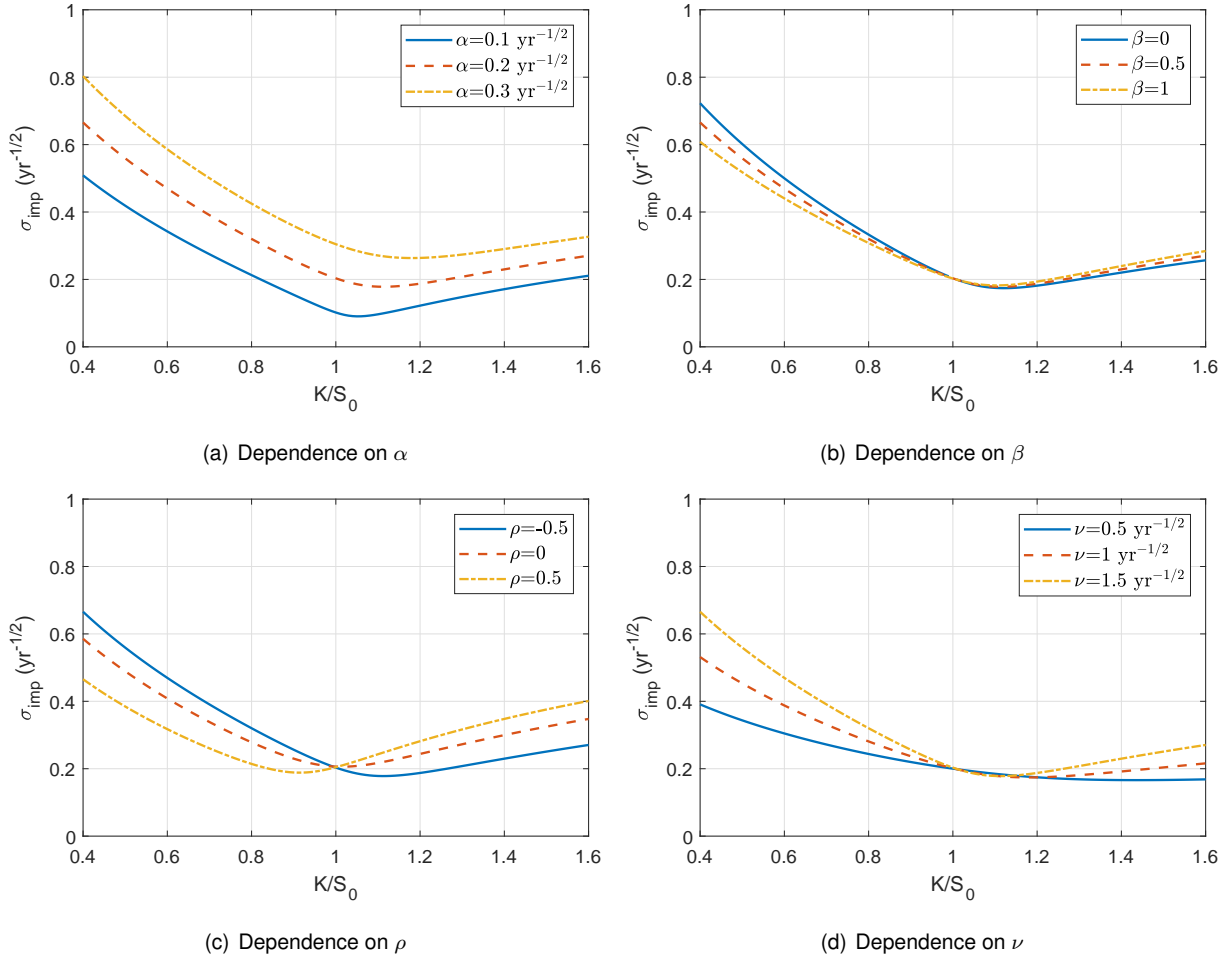 1
0.8
0.6
0.4
0.2
0
σimp (yr-1/2)
0.4 0.6 0.8 1 1.2 1.4 1.6
K/S0
α=0.1 yr−1/2
α=0.2 yr−1/2
α=0.3 yr−1/2
(a) Dependence on α
1
0.8
0.6
0.4
0.2
0
σimp (yr-1/2)
0.4 0.6 0.8 1 1.2 1.4 1.6
K/S0
β=0
β=0.5
β=1
(b) Dependence on β
1
0.8
0.6
0.4
0.2
0
σimp (yr-1/2)
0.4 0.6 0.8 1 1.2 1.4 1.6
K/S0
ρ=-0.5
ρ=0
ρ=0.5
(c) Dependence on ρ
1
0.8
0.6
0.4
0.2
0
σimp (yr-1/2)
0.4 0.6 0.8 1 1.2 1.4 1.6
K/S0
ν=0.5 yr−1/2
ν=1 yr−1/2
ν=1.5 yr−1/2
(d) Dependence on ν